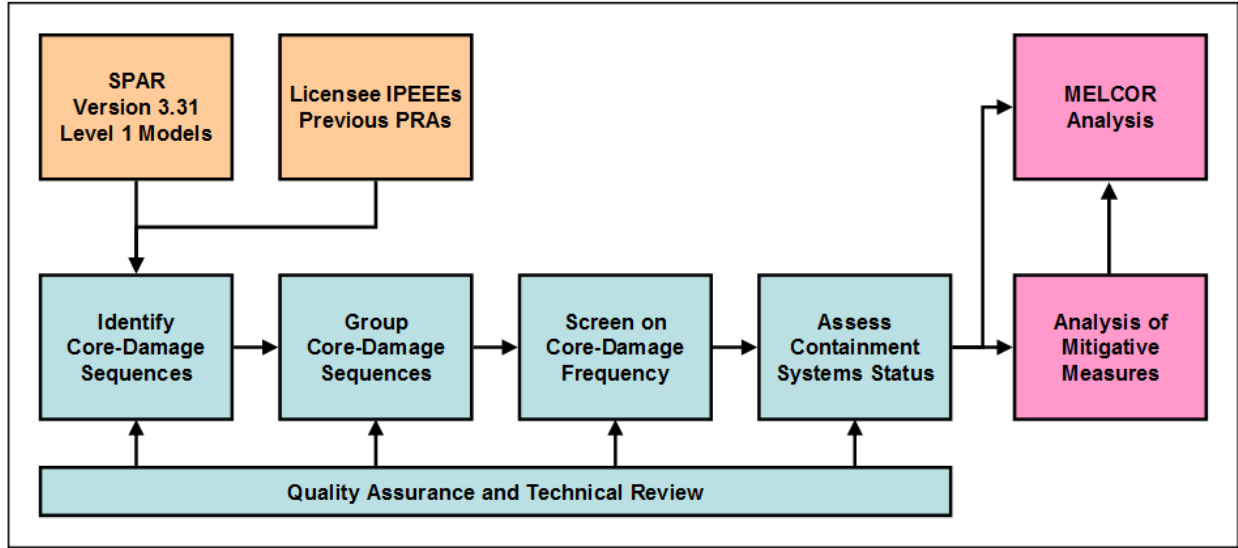 SPAR
Version 3.31
Level 1 Models
Licensee IPEEEs
Previous PRAs
MELCOR
Analysis
Identify
Core-Damage
Sequences
Group
Core-Damage
Sequences
Screen on
Core-Damage
Frequency
Assess
Containment
Systems Status
Analysis of
Mitigative
Measures
Quality Assurance and Technical Review